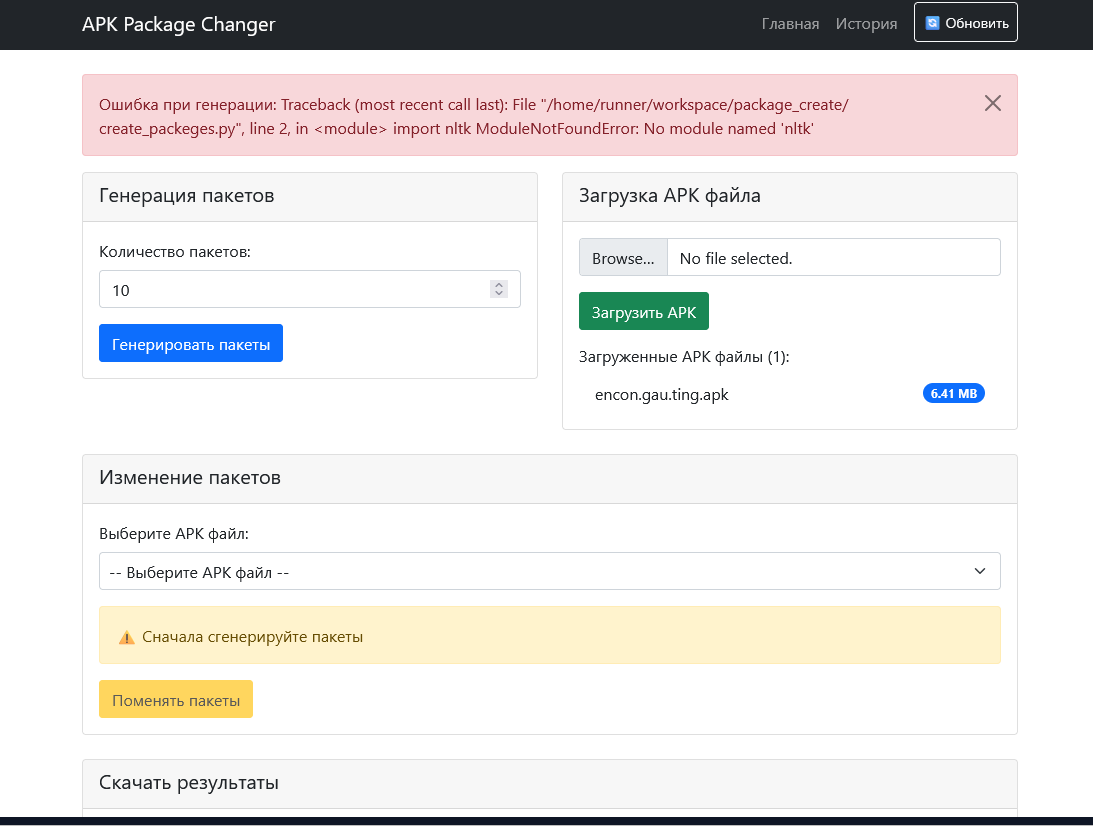 APK Package Changer
Главная История Обновить
Ошибка при генерации: Traceback (most recent call last): File "/home/runner/workspace/package_create/
create_packeges.py", line 2, in <module> import nltk ModuleNotFoundError: No module named 'nltk'
Генерация пакетов
Количество пакетов:
10
Генерировать пакеты
Загрузка APK файла
Browse... No file selected.
Загрузить APK
Загруженные APK файлы (1):
encon.gau.ting.apk 6.41 MB
Изменение пакетов
Выберите APK файл:
-- Выберите APK файл --
Сначала сгенерируйте пакеты
Поменять пакеты
Скачать результаты